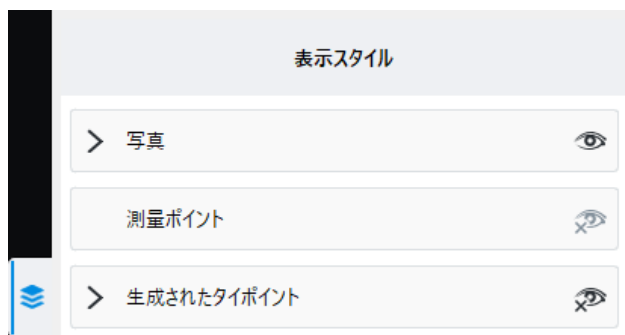 表示スタイル
写真
測量ポイント
生成されたタイポイント